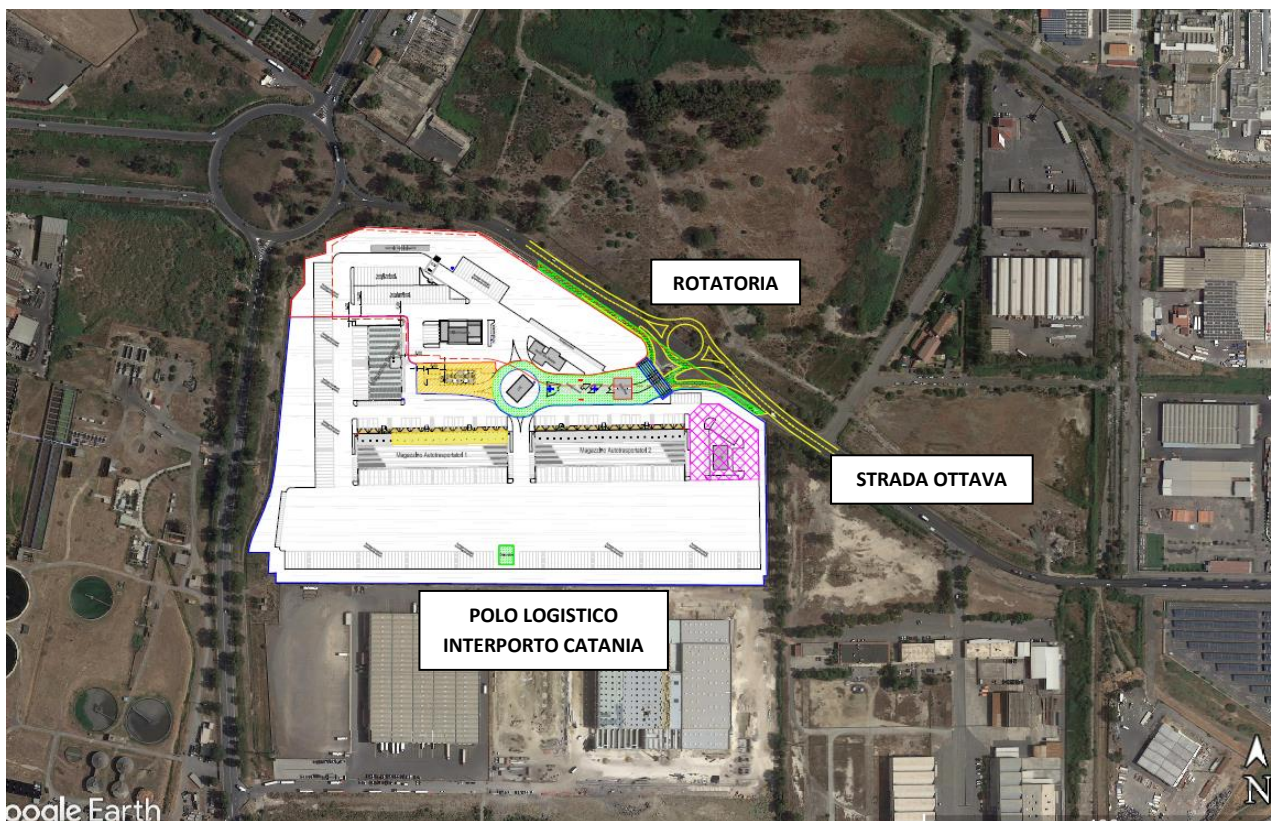 ROTATORIA
STRADA OTTAVA
Magazzino Autotrasportatori 1
Magazzino Autotrasportatori 2
POLO LOGISTICO
INTERPORTO CATANIA
oogle Earth
N